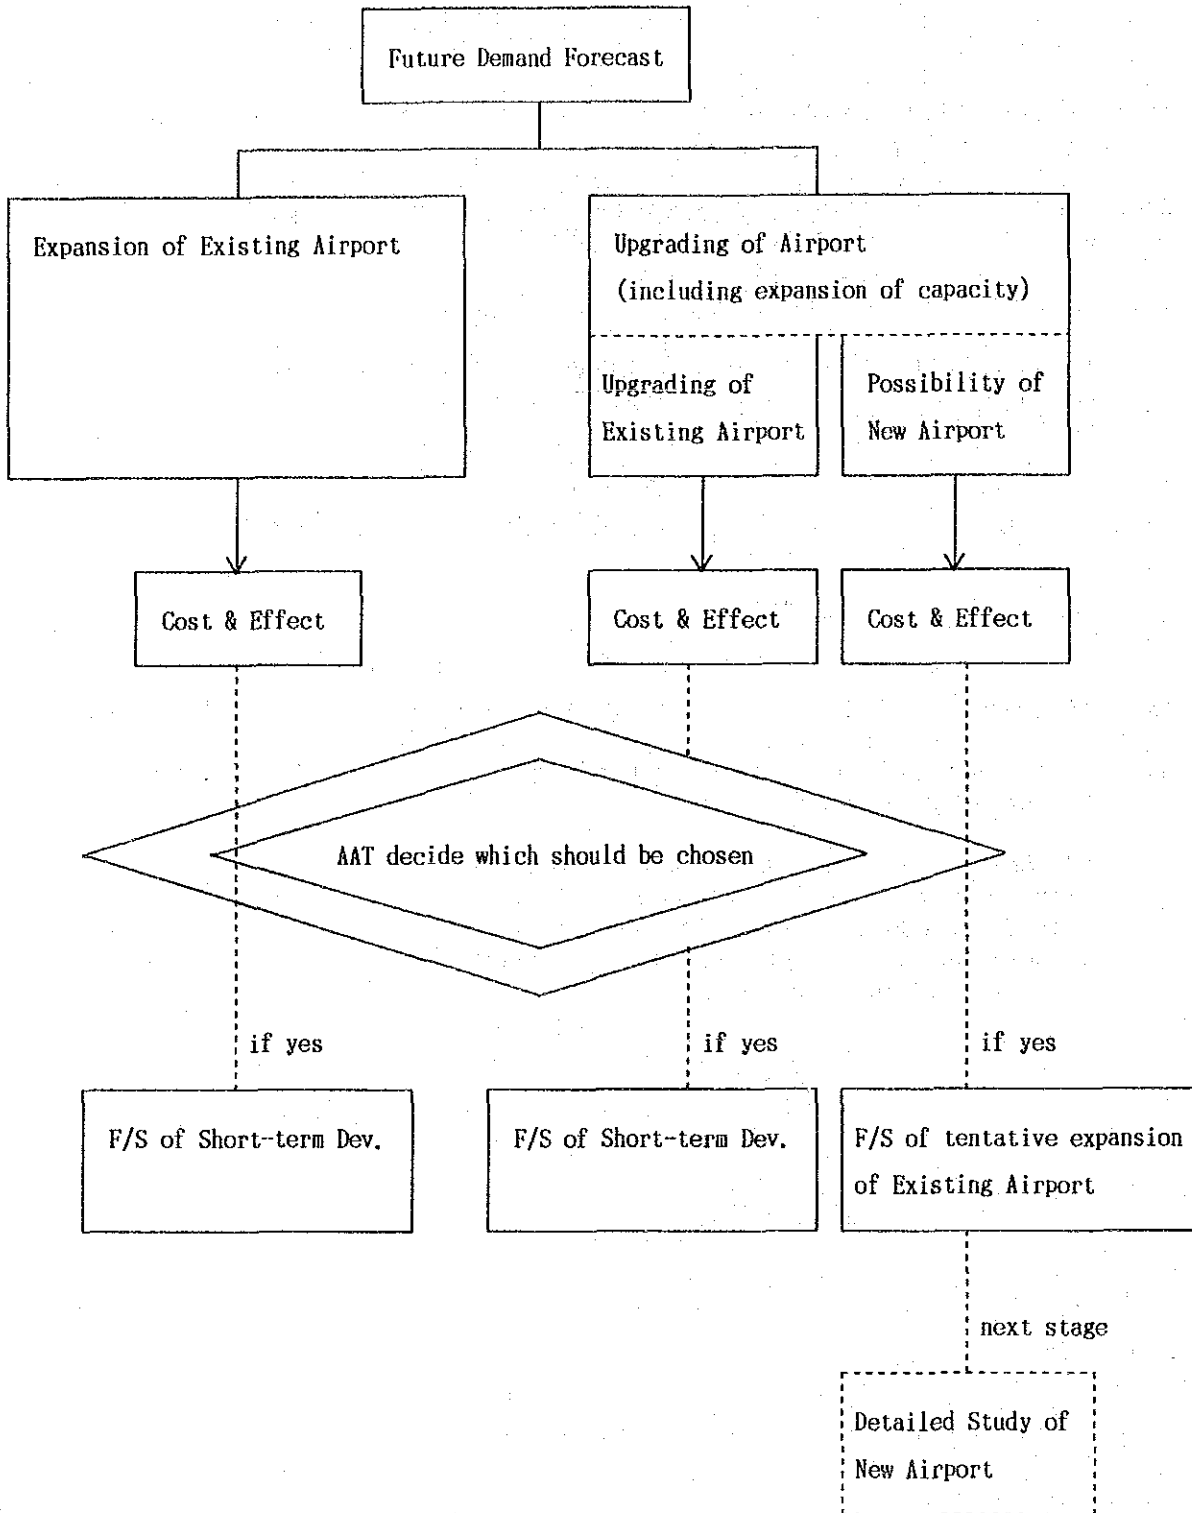 Future Demand Forecast
Expansion of Existing Airport
Upgrading of Airport
(including expansion of capacity)
Upgrading of
Existing Airport
Possibility of
New Airport
Cost & Effect
Cost & Effect
Cost & Effect
AAT decide which should be chosen
if yes
if yes
if yes
F/S of Short-term Dev.
F/S of Short-term Dev.
F/S of tentative expansion
of Existing Airport
next stage
Detailed Study of
New Airport